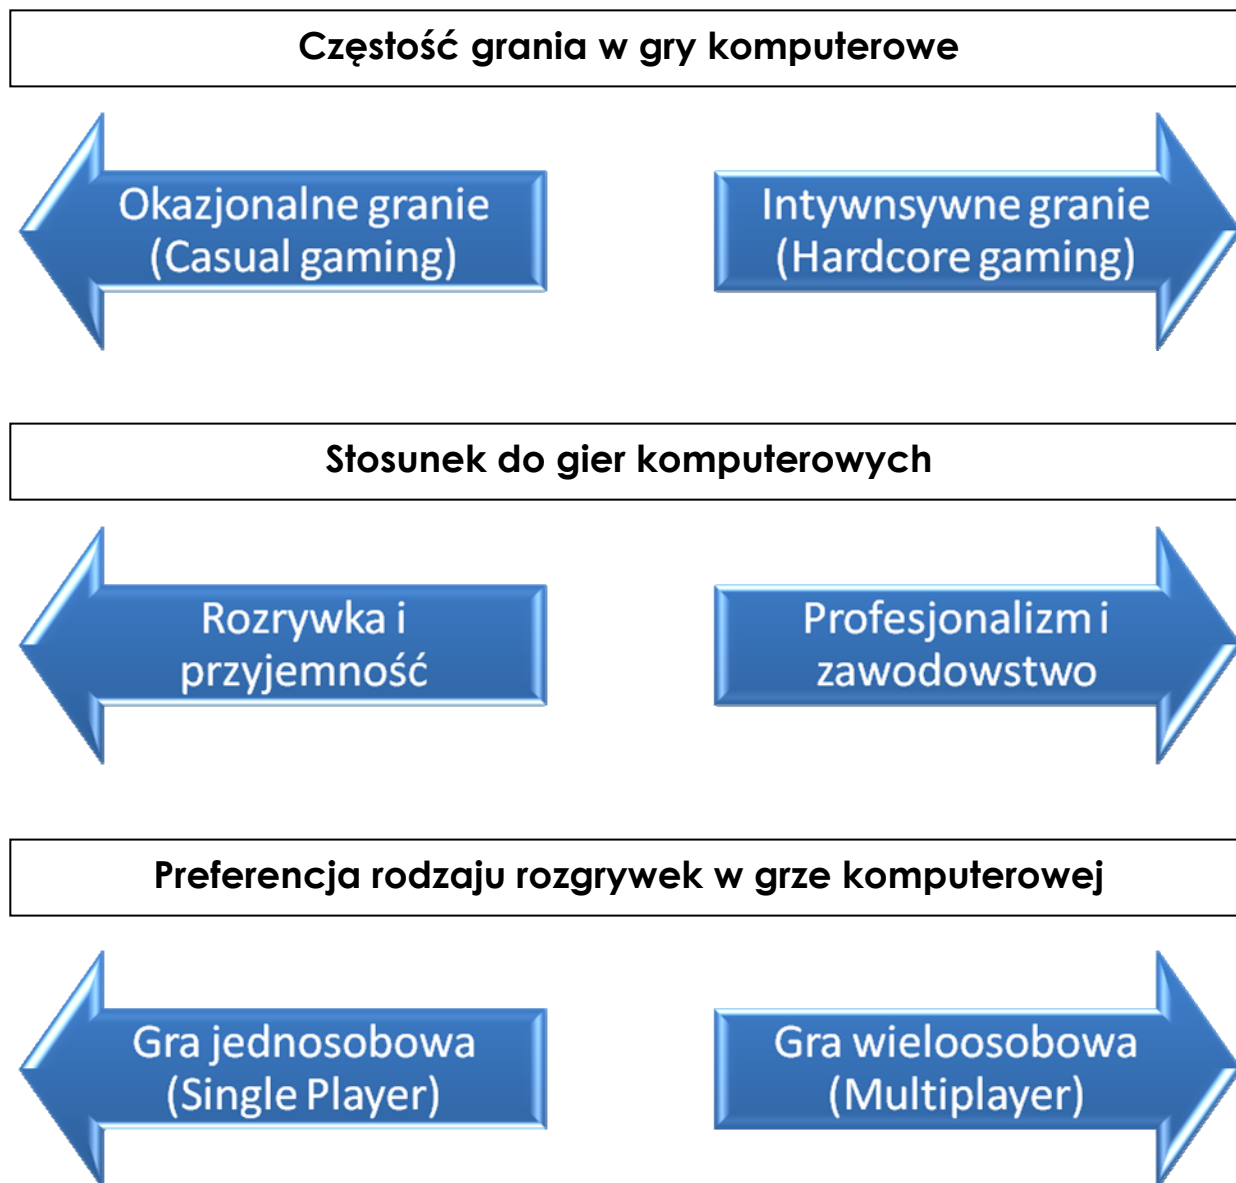 Częstość grania w gry komputerowe
Okazjonalne granie
(Casual gaming)
Intywnsywne granie
(Hardcore gaming)
Stosunek do gier komputerowych
Rozrywka i
przyjemność
Profesjonalizm i
zawodowstwo
Preferencja rodzaju rozgrywek w grze komputerowej
Gra jednosobowa
(Single Player)
Gra wieloosobowa
(Multiplayer)